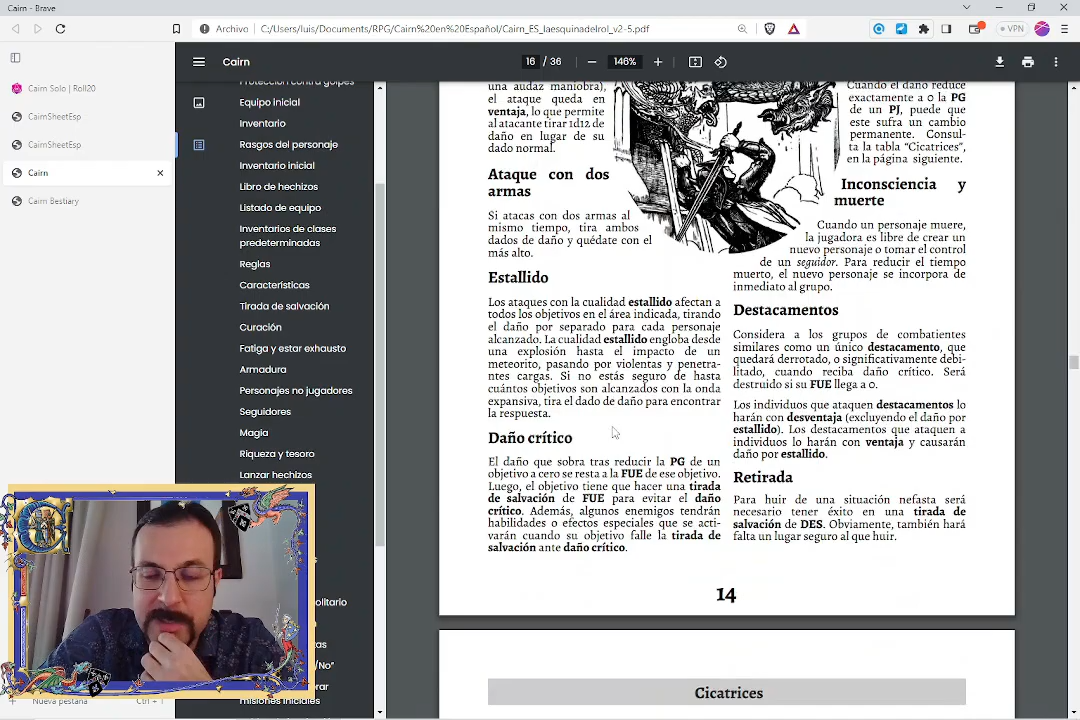 Cairn - Brave
Archivo
C:/Users/luis/Documents/RPG/Cairn%20en%20Español/Cairn_ES_laesquinadelrol_v2-5.pdf
VPN
Cairn Solo | Roll20
CairnSheetEsp
CairnSheetEsp
Cairn
Cairn Bestiary
Nueva pestaña
Ctrl + T
Cairn
16 / 36
146%
Protección contra golpes
Equipo inicial
Inventario
Rasgos del personaje
Inventario inicial
Libro de hechizos
Listado de equipo
Inventarios de clases
predeterminadas
Reglas
Características
Tirada de salvación
Curación
Fatiga y estar exhausto
Armadura
Personajes no jugadores
Seguidores
Magia
Riqueza y tesoro
Lanzar hechizos
olitario
/No"
misiones iniciales
una audaz maniobra),
el ataque queda en
ventaja, lo que permite
al atacante tirar 1d12 de
daño en lugar de su
dado normal.
Ataque con dos
armas
Si atacas con dos armas al
mismo tiempo, tira ambos
dados de daño y quédate con el
más alto.
Estallido
Los ataques con la cualidad estallido afectan a
todos los objetivos en el área indicada, tirando
el daño por separado para cada personaje
alcanzado. La cualidad estallido engloba desde
una explosión hasta el impacto de un
meteorito, pasando por violentas y penetra-
ntes cargas. Si no estás seguro de hasta
cuántos objetivos son alcanzados con la onda
expansiva, tira el dado de daño para encontrar
la respuesta.
Daño crítico
El daño que sobra tras reducir la PG de un
objetivo a cero se resta a la FUE de ese objetivo.
Luego, el objetivo tiene que hacer una tirada
de salvación de FUE para evitar el daño
crítico. Además, algunos enemigos tendrán
habilidades o efectos especiales que se acti-
varán cuando su objetivo falle la tirada de
salvación ante daño crítico.
Cuando el daño reduce
exactamente a 0 la PG
de un PJ, puede que
este sufra un cambio
permanente. Consul-
ta la tabla "Cicatrices",
en la página siguiente.
Inconsciencia y
muerte
Cuando un personaje muere,
la jugadora es libre de crear un
nuevo personaje o tomar el control
de un seguidor. Para reducir el tiempo
muerto, el nuevo personaje se incorpora de
inmediato al grupo.
Destacamentos
Considera a los grupos de combatientes
similares como un único destacamento, que
quedará derrotado, o significativamente debi-
litado, cuando reciba daño crítico. Será
destruido si su FUE llega a 0.
Los individuos que ataquen destacamentos lo
harán con desventaja (excluyendo el daño por
estallido). Los destacamentos que ataquen a
individuos lo harán con ventaja y causarán
daño por estallido.
Retirada
Para huir de una situación nefasta será
necesario tener éxito en una tirada de
salvación de DES. Obviamente, también hará
falta un lugar seguro al que huir.
14
Cicatrices